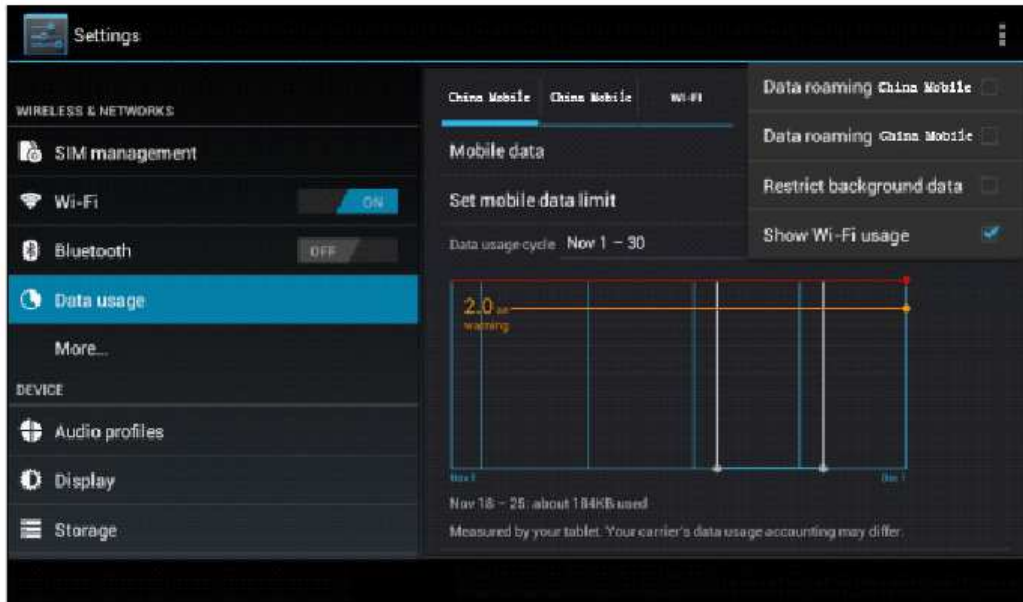 Settings
WIRELESS & NETWORKS
SIM management
Wi-Fi ON
Bluetooth OFF
Data usage
More...
DEVICE
Audio profiles
Display
Storage
China Mobile China Mobile WI-FI
Mobile data
Set mobile data limit
Data usage cycle Nov 1 – 30
2.0
warning
Nov 1
Nov 18 – 25: about 184KB used
Measured by your tablet. Your carrier's data usage accounting may differ.
Data roaming China Mobile
Data roaming China Mobile
Restrict background data
Show Wi-Fi usage